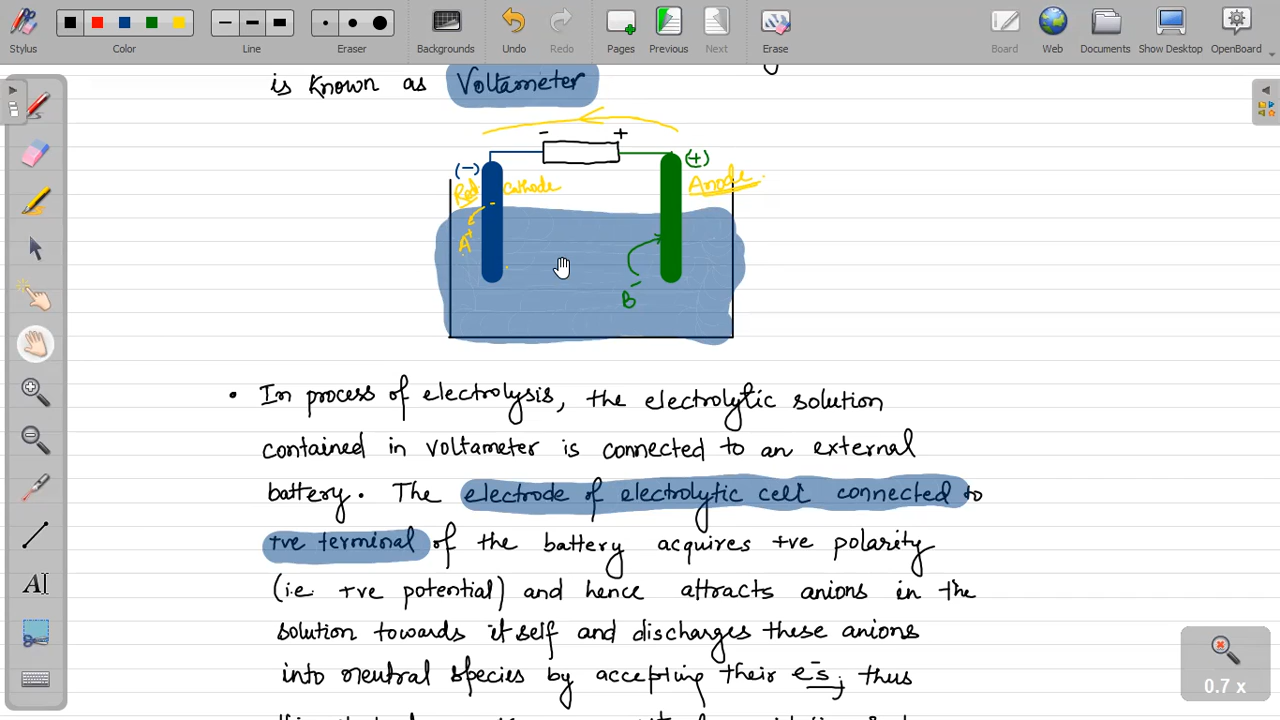 Stylus
Color
Line
Eraser
Backgrounds
Undo
Redo
Pages
Previous
Next
Erase
Board
Web
Documents
Show Desktop
OpenBoard
is known as Voltameter
- +
(-) (+)
Red. Cathode Anode
A+
B-
• In process of electrolysis, the electrolytic solution
contained in voltameter is connected to an external
battery. The electrode of electrolytic cell connected to
+ve terminal of the battery acquires +ve polarity
(i.e. +ve potential) and hence attracts anions in the
solution towards itself and discharges these anions
into neutral species by accepting their e-s, thus
0.7 x